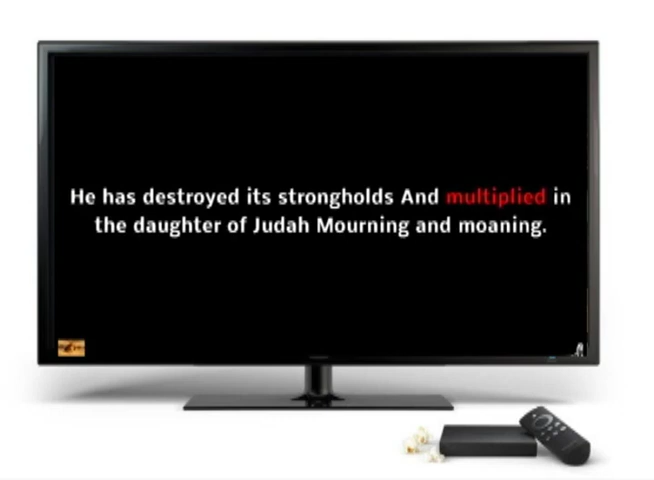 He has destroyed its strongholds And multiplied in
the daughter of Judah Mourning and moaning.